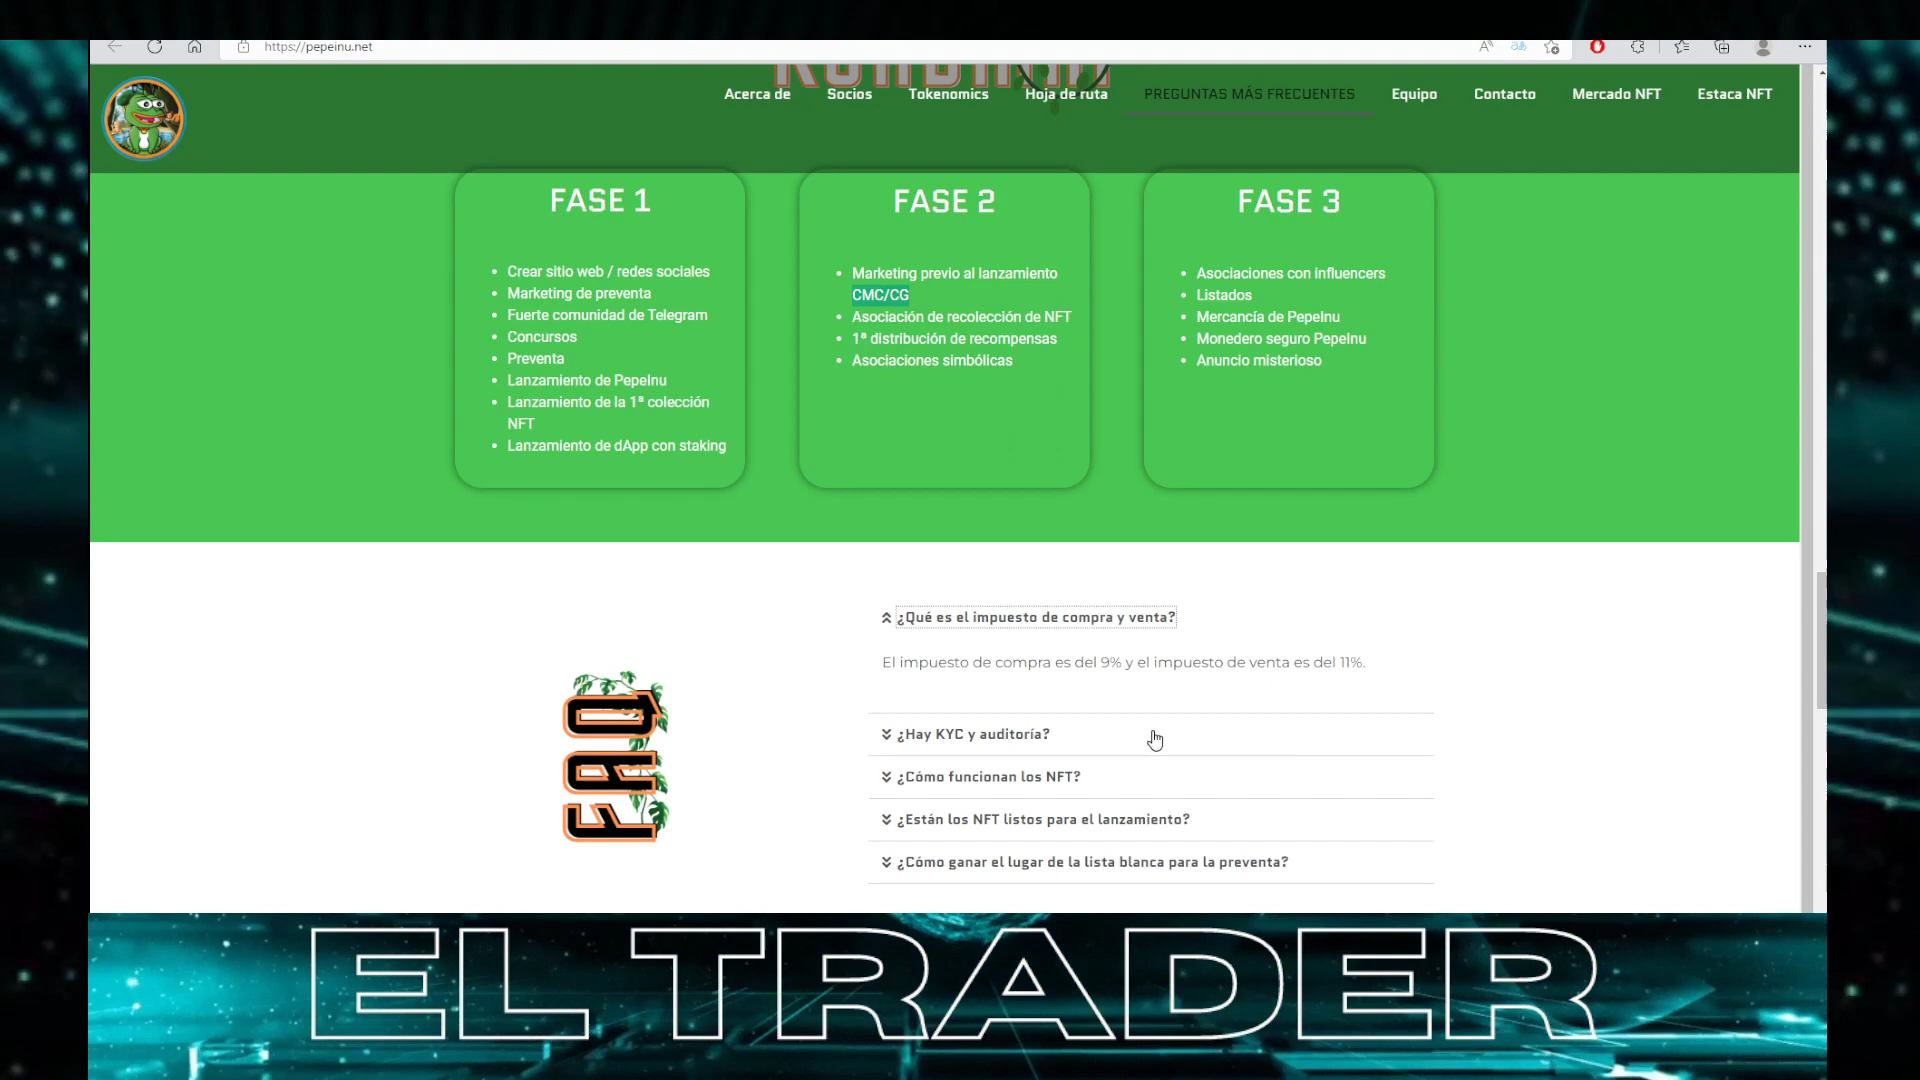 https://pepeinu.net
Acerca de
Socios
Tokenomics
Hoja de ruta
PREGUNTAS MÁS FRECUENTES
Equipo
Contacto
Mercado NFT
Estaca NFT
FASE 1
Crear sitio web / redes sociales
Marketing de preventa
Fuerte comunidad de Telegram
Concursos
Preventa
Lanzamiento de PepeInu
Lanzamiento de la 1ª colección
NFT
Lanzamiento de dApp con staking
FASE 2
Marketing previo al lanzamiento
CMC/CG
Asociación de recolección de NFT
1ª distribución de recompensas
Asociaciones simbólicas
FASE 3
Asociaciones con influencers
Listados
Mercancía de PepeInu
Monedero seguro PepeInu
Anuncio misterioso
FAQ
¿Qué es el impuesto de compra y venta?
El impuesto de compra es del 9% y el impuesto de venta es del 11%.
¿Hay KYC y auditoría?
¿Cómo funcionan los NFT?
¿Están los NFT listos para el lanzamiento?
¿Cómo ganar el lugar de la lista blanca para la preventa?
EL TRADER